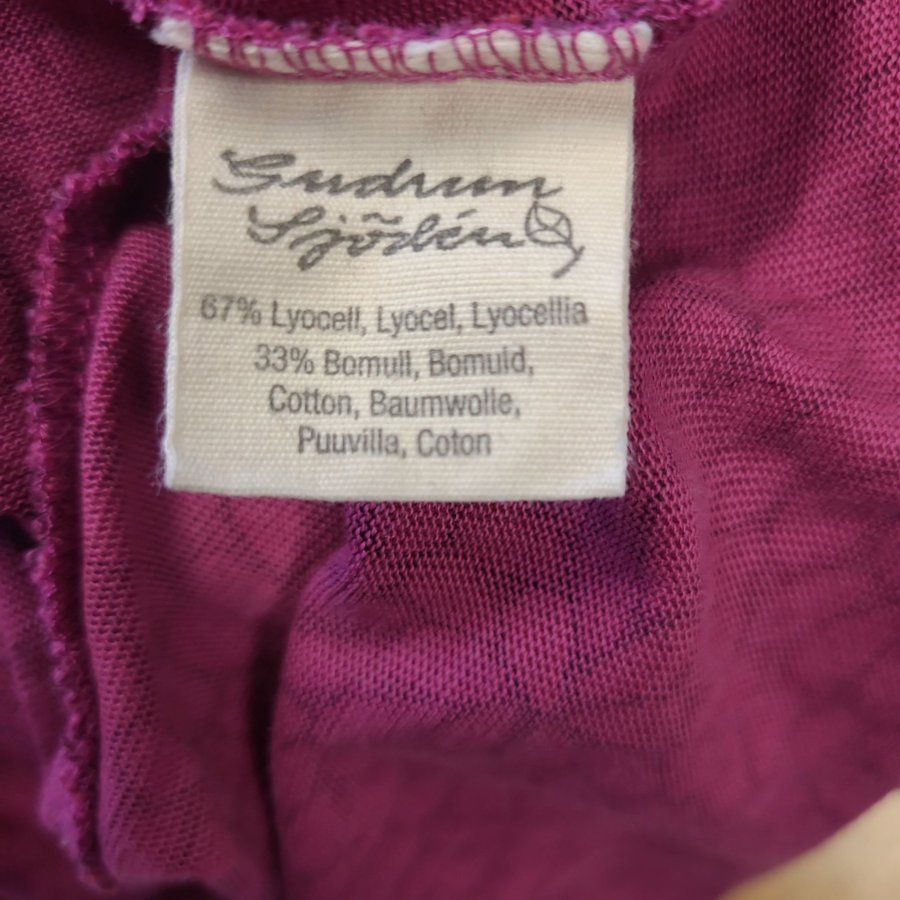 Gudrun
Sjödén
67% Lyocell, Lyocel, Lyocellia
33% Bomull, Bomuld,
Cotton, Baumwolle,
Puuvilla, Coton